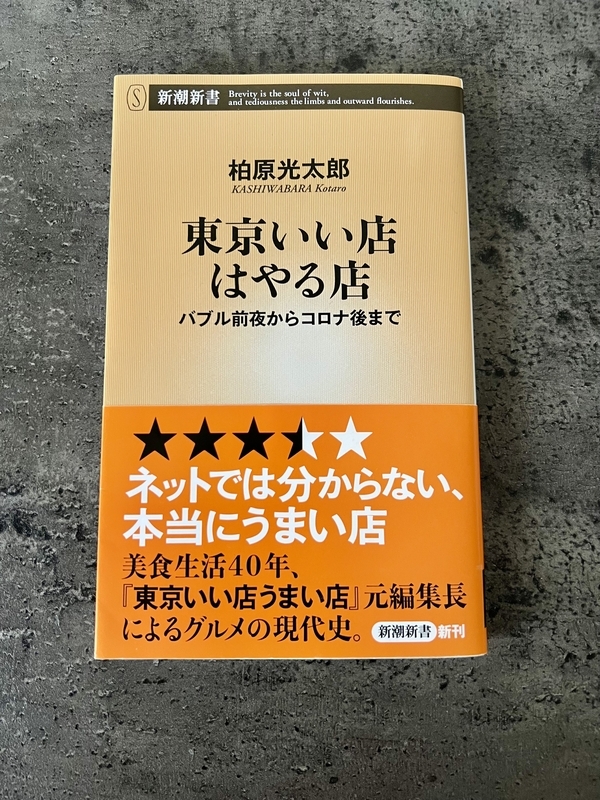 S 新潮新書
Brevity is the soul of wit,
and tediousness the limbs and outward flourishes.
柏原光太郎
KASHIWABARA Kotaro
東京いい店
はやる店
バブル前夜からコロナ後まで
ネットでは分からない、
本当にうまい店
美食生活40年、
『東京いい店うまい店』元編集長
によるグルメの現代史。
新潮新書 新刊